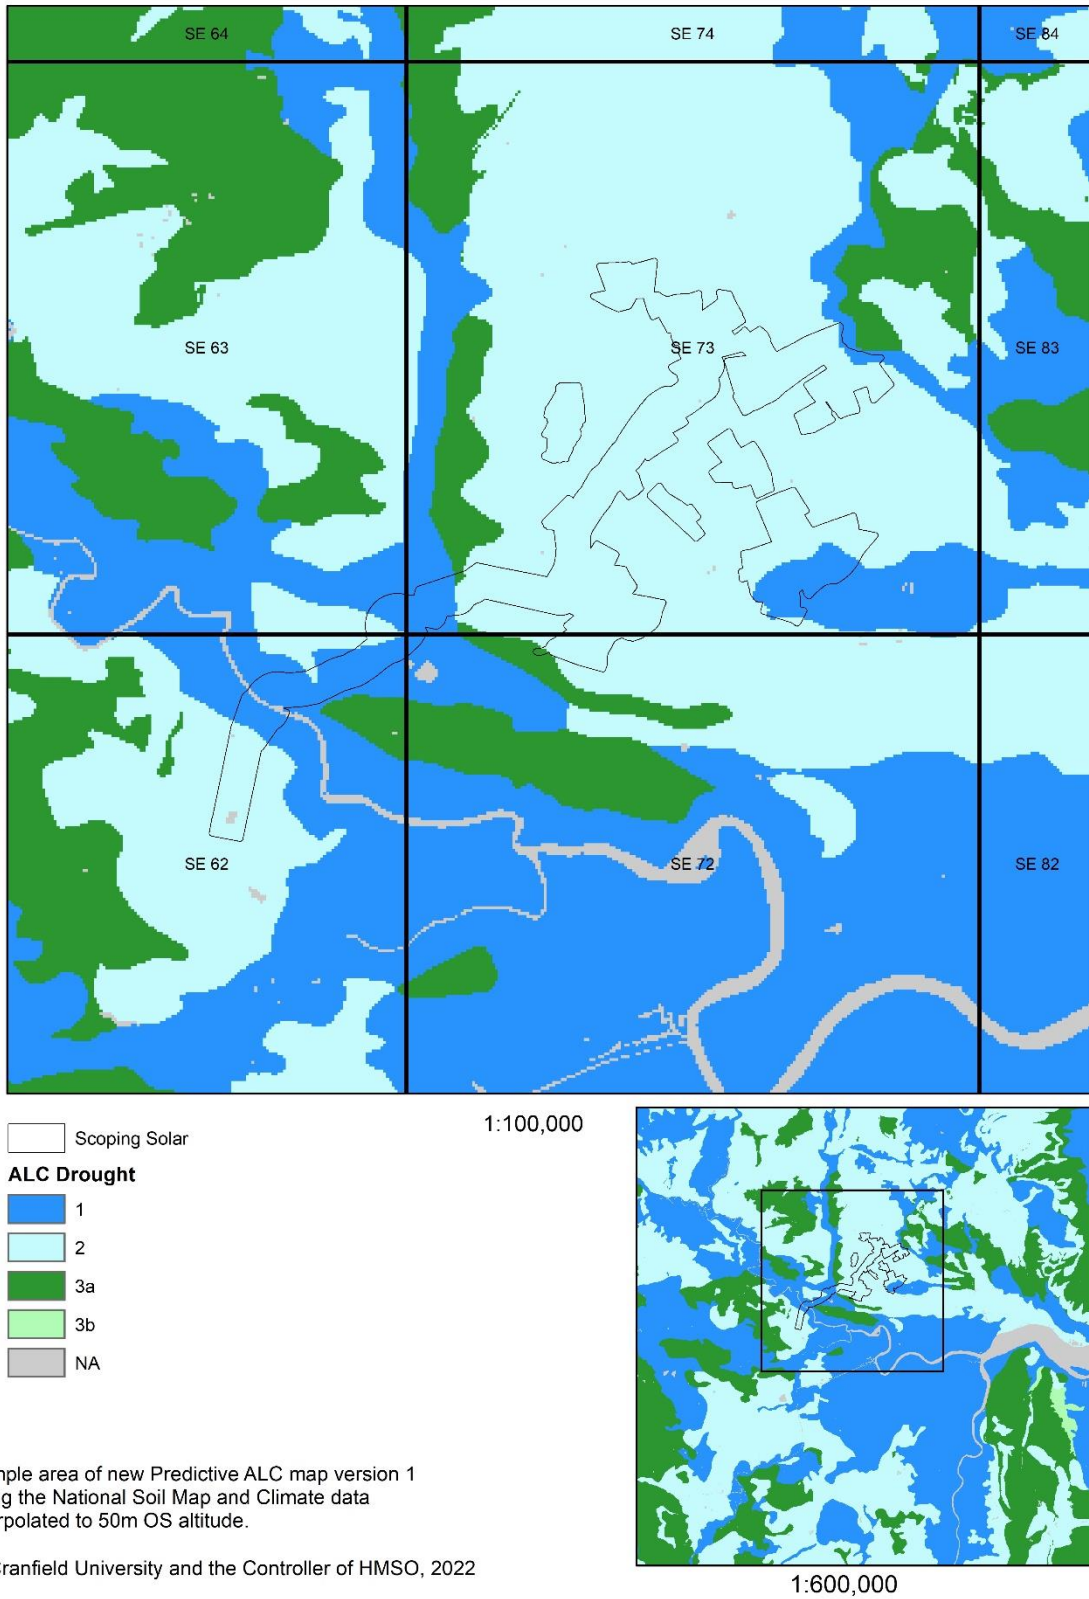 SE 64
SE 74
SE 84
SE 63
SE 73
SE 83
SE 62
SE 72
SE 82
1:100,000
Scoping Solar
ALC Drought
1
2
3a
3b
NA
area of new Predictive ALC map version 1
the National Soil Map and Climate data
to 50m OS altitude.
Cranfield University and the Controller of HMSO, 2022
1:600,000